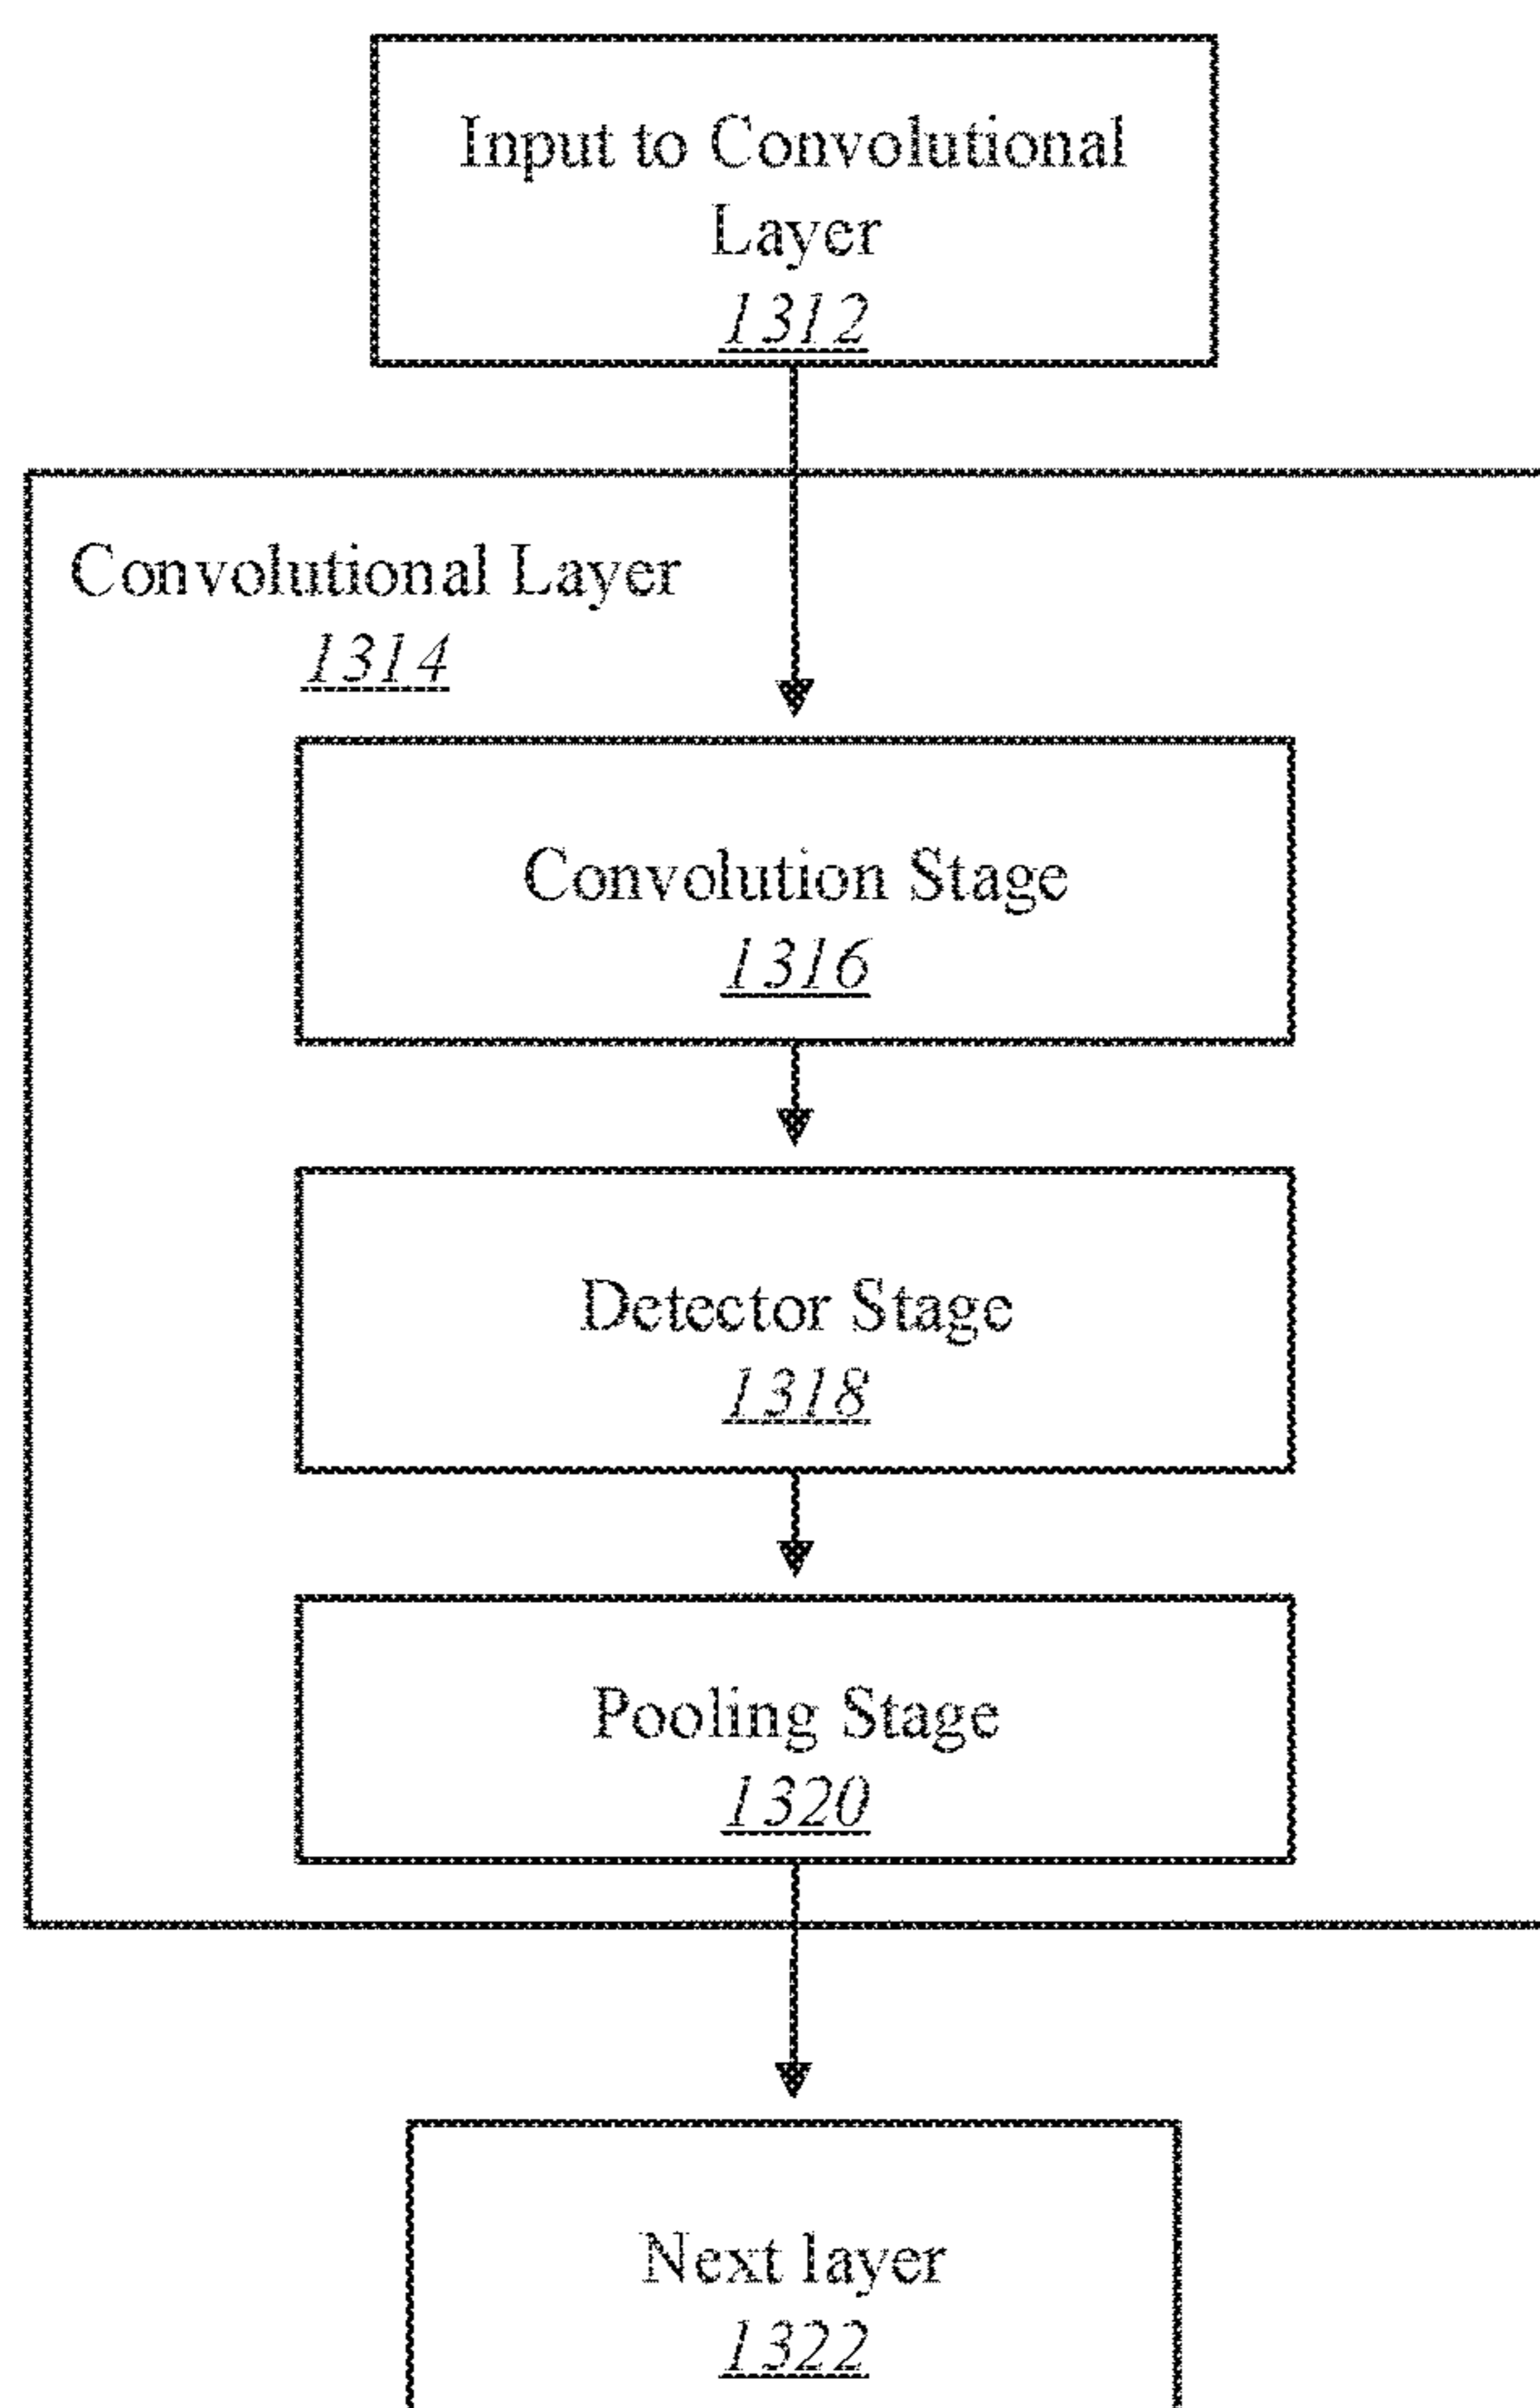 Input to Convolutional
Layer
1312
Convolutional Layer
1314
Convolution Stage
1316
Detector Stage
1318
Pooling Stage
1320
Next layer
1322